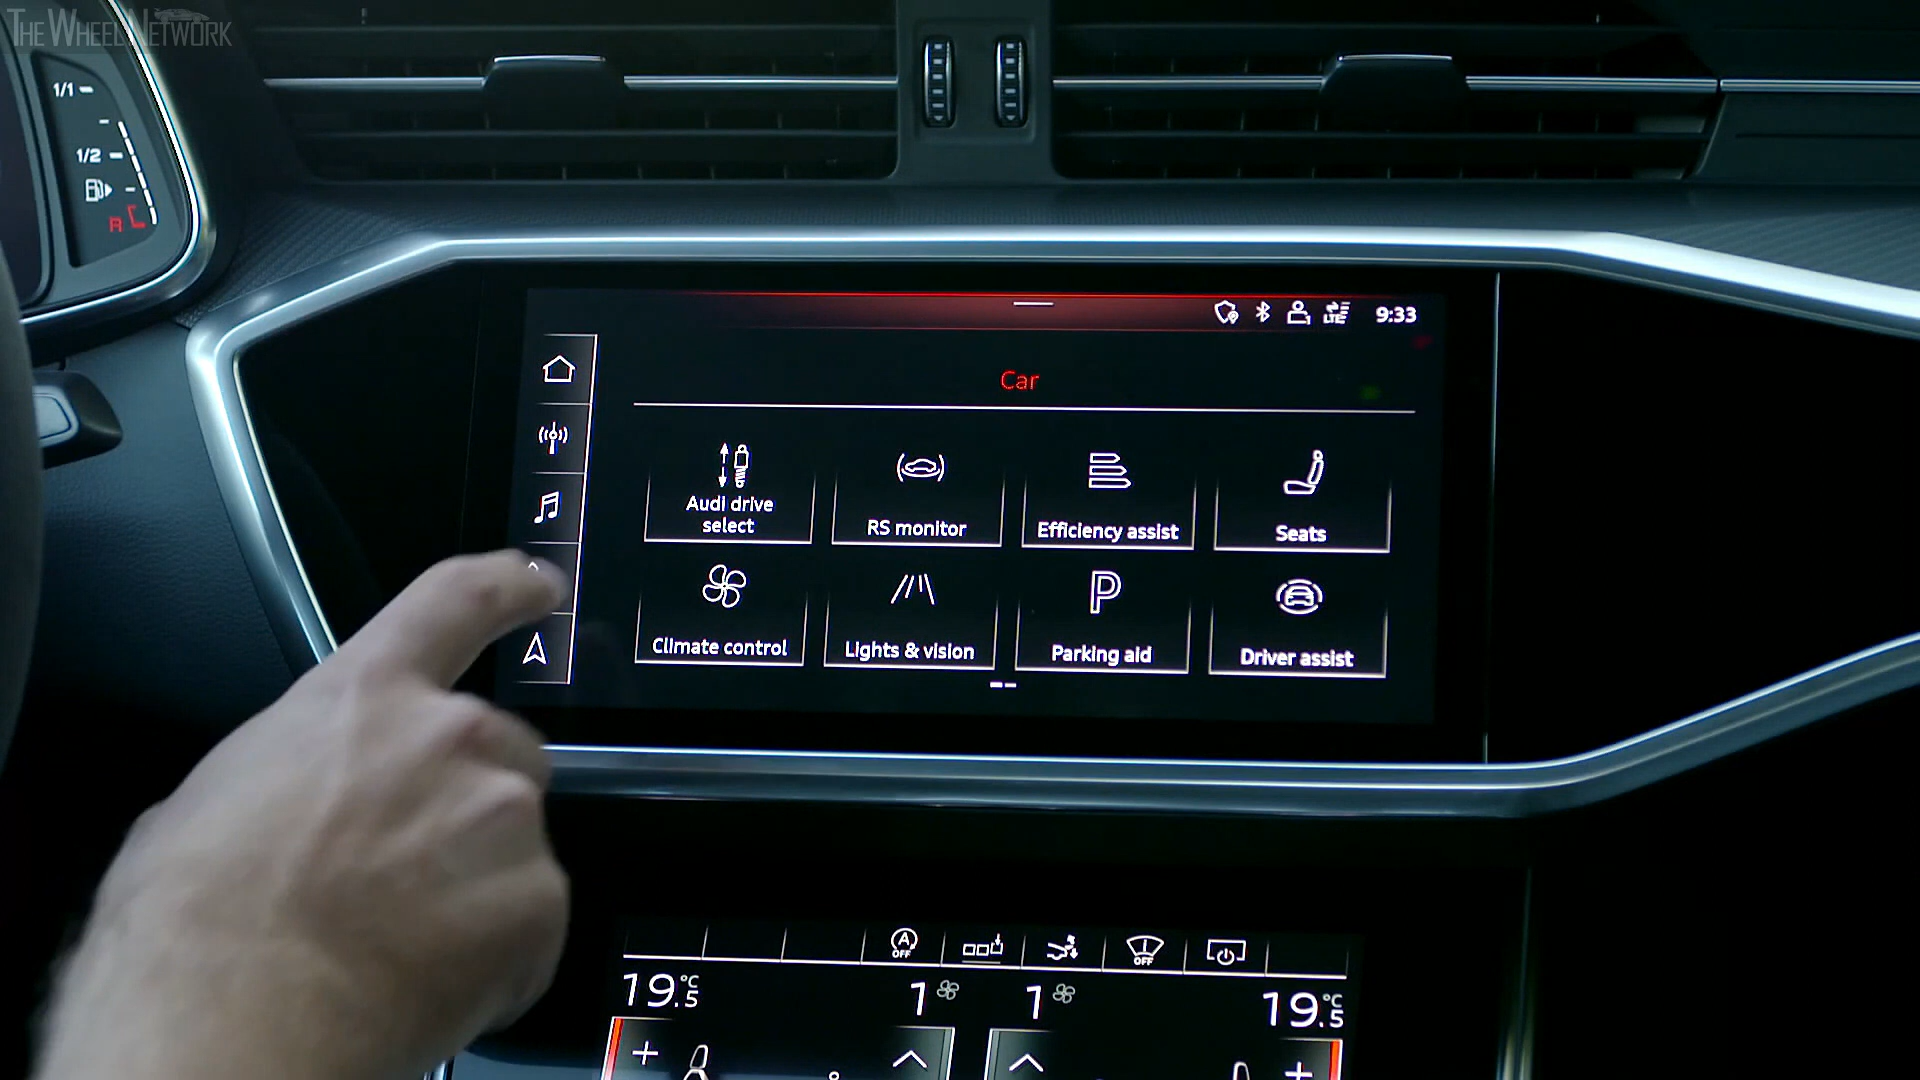 THEWHEELNETWORK
1/1
1/2
R
LTE
9:33
Car
Audi drive
select
RS monitor
Efficiency assist
Seats
Climate control
Lights & vision
P
Parking aid
Driver assist
A
OFF
OFF
19.5°C
1
1
19.5°C